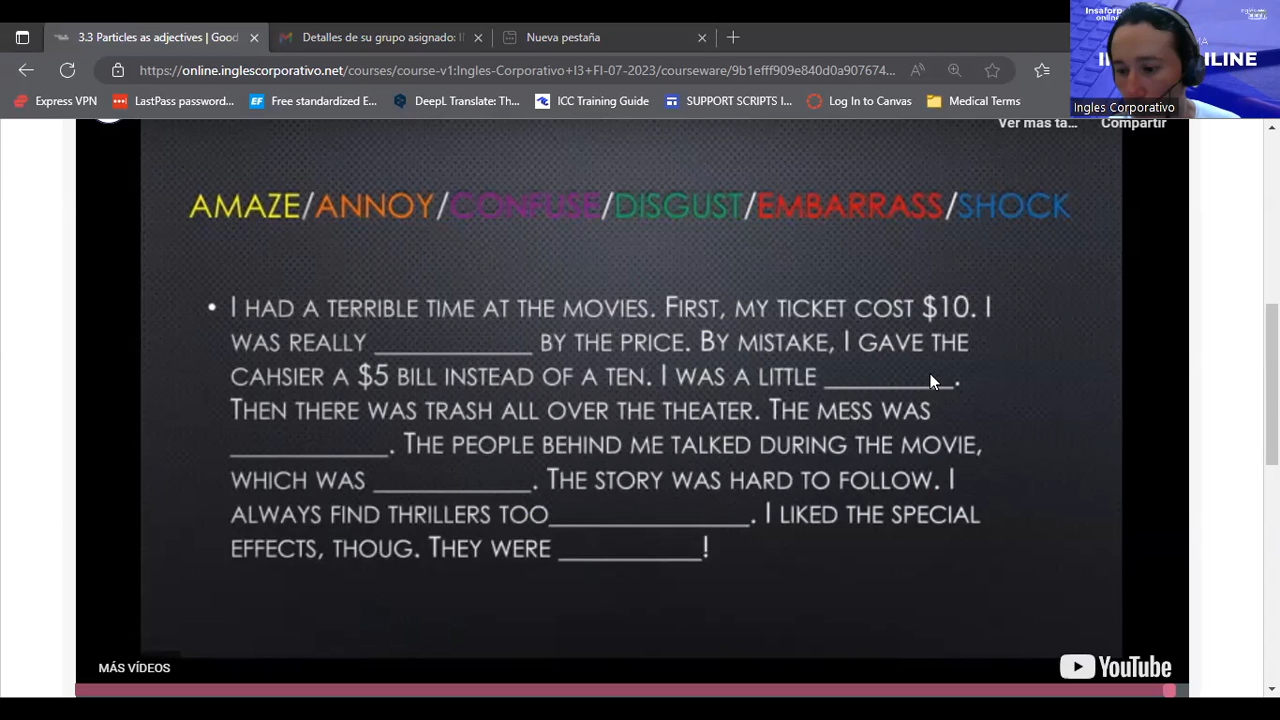 3.3 Particles as adjectives | Good
Detalles de su grupo asignado: II
Nueva pestaña
https://online.inglescorporativo.net/courses/course-v1:Ingles-Corporativo+I3+FI-07-2023/courseware/9b1efff909e840d0a907674...
Express VPN
LastPass password...
Free standardized E...
DeepL Translate: Th...
ICC Training Guide
SUPPORT SCRIPTS I...
Log In to Canvas
Medical Terms
Ingles Corporativo
Ver más ta...
Compartir
AMAZE/ANNOY/CONFUSE/DISGUST/EMBARRASS/SHOCK
• I HAD A TERRIBLE TIME AT THE MOVIES. FIRST, MY TICKET COST $10. I
WAS REALLY ____________ BY THE PRICE. BY MISTAKE, I GAVE THE
CAHSIER A $5 BILL INSTEAD OF A TEN. I WAS A LITTLE __________.
THEN THERE WAS TRASH ALL OVER THE THEATER. THE MESS WAS
____________. THE PEOPLE BEHIND ME TALKED DURING THE MOVIE,
WHICH WAS ____________. THE STORY WAS HARD TO FOLLOW. I
ALWAYS FIND THRILLERS TOO_______________. I LIKED THE SPECIAL
EFFECTS, THOUG. THEY WERE ___________!
MÁS VÍDEOS
YouTube